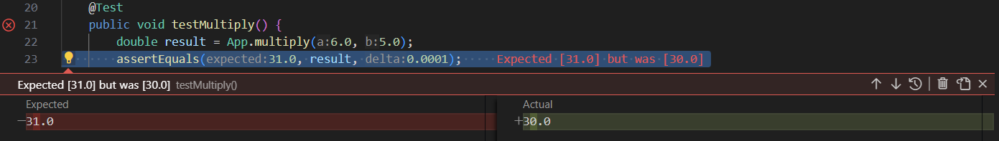 20 @Test
21 public void testMultiply() {
22 double result = App.multiply(a:6.0, b:5.0);
23 assertEquals(expected:31.0, result, delta:0.0001); Expected [31.0] but was [30.0]
Expected [31.0] but was [30.0] testMultiply()
Expected Actual
−31.0 +30.0